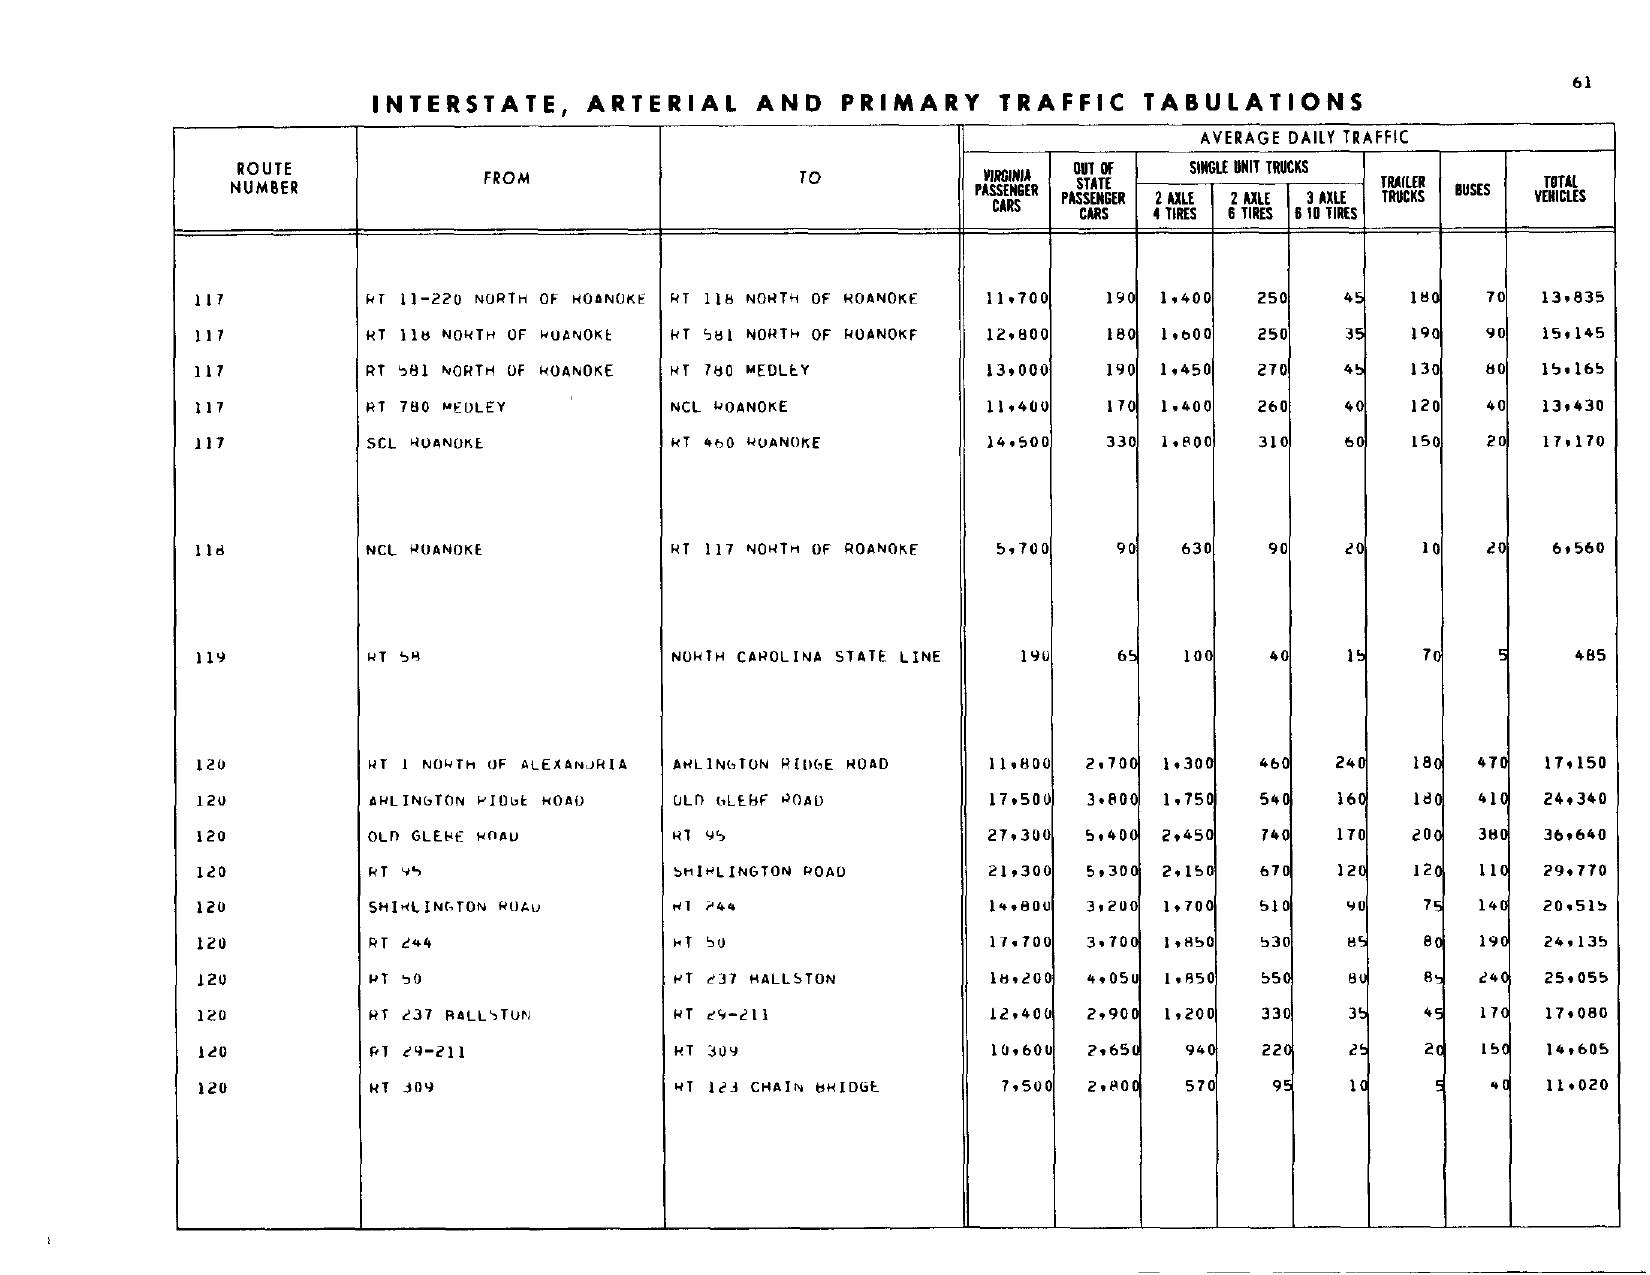 61
INTERSTATE, ARTERIAL AND PRIMARY TRAFFIC TABULATIONS
AVERAGE DAILY TRAFFIC
ROUTE NUMBER FROM TO VIRGINIA PASSENGER CARS OUT OF STATE PASSENGER CARS SINGLE UNIT TRUCKS 2 AXLE 4 TIRES 2 AXLE 6 TIRES 3 AXLE 6 10 TIRES TRAILER TRUCKS BUSES TOTAL VEHICLES
117 RT 11-220 NORTH OF ROANOKE RT 118 NORTH OF ROANOKE 11,700 190 1,400 250 45 180 70 13,835
117 RT 118 NORTH OF ROANOKE RT 581 NORTH OF ROANOKE 12,800 180 1,600 250 35 190 90 15,145
117 RT 581 NORTH OF ROANOKE RT 780 MEDLEY 13,000 190 1,450 270 45 130 80 15,165
117 RT 780 MEDLEY NCL ROANOKE 11,400 170 1,400 260 40 120 40 13,430
117 SCL ROANOKE RT 460 ROANOKE 14,500 330 1,800 310 60 150 20 17,170
118 NCL ROANOKE RT 117 NORTH OF ROANOKE 5,700 90 630 90 20 10 20 6,560
119 RT 58 NORTH CAROLINA STATE LINE 190 65 100 40 15 70 5 485
120 RT 1 NORTH OF ALEXANDRIA ARLINGTON RIDGE ROAD 11,800 2,700 1,300 460 240 180 470 17,150
120 ARLINGTON RIDGE ROAD OLD GLEBE ROAD 17,500 3,800 1,750 540 160 180 410 24,340
120 OLD GLEBE ROAD RT 95 27,300 5,400 2,450 740 170 200 380 36,640
120 RT 95 SHIRLINGTON ROAD 21,300 5,300 2,150 670 120 120 110 29,770
120 SHIRLINGTON ROAD RT 244 14,800 3,200 1,700 510 90 75 140 20,515
120 RT 244 RT 50 17,700 3,700 1,850 530 85 80 190 24,135
120 RT 50 RT 237 BALLSTON 18,200 4,050 1,850 550 80 85 240 25,055
120 RT 237 BALLSTON RT 29-211 12,400 2,900 1,200 330 35 45 170 17,080
120 RT 29-211 RT 309 10,600 2,650 940 220 25 20 150 14,605
120 RT 309 RT 123 CHAIN BRIDGE 7,500 2,800 570 95 10 5 40 11,020